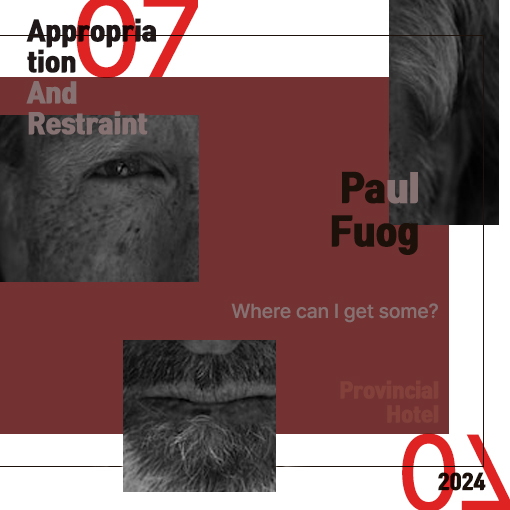 07
Appropria
tion
And
Restraint
Paul
Fuog
Where can I get some?
Provincial
Hotel
07
2024